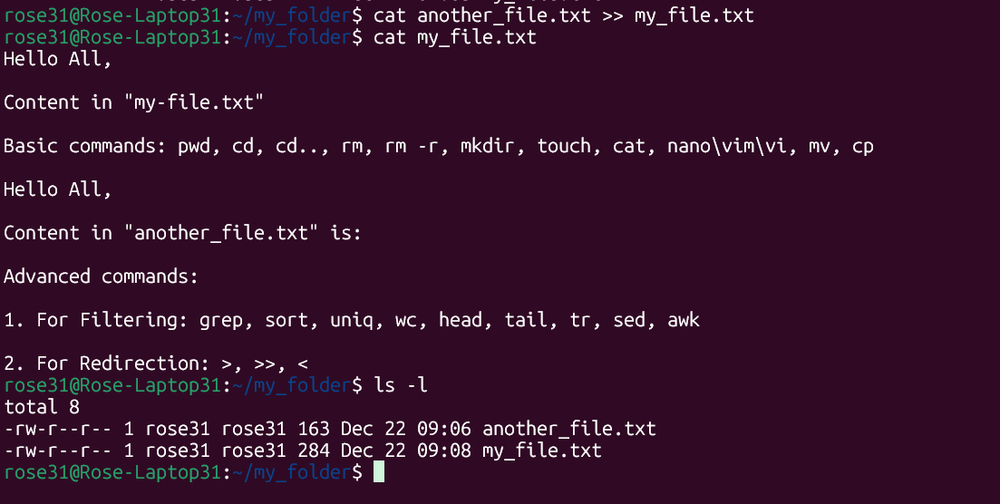 rose31@Rose-Laptop31:~/my_folder$ cat another_file.txt >> my_file.txt
rose31@Rose-Laptop31:~/my_folder$ cat my_file.txt
Hello All,
Content in "my-file.txt"
Basic commands: pwd, cd, cd.., rm, rm -r, mkdir, touch, cat, nano\vim\vi, mv, cp
Hello All,
Content in "another_file.txt" is:
Advanced commands:
1. For Filtering: grep, sort, uniq, wc, head, tail, tr, sed, awk
2. For Redirection: >, >>, <
rose31@Rose-Laptop31:~/my_folder$ ls -l
total 8
-rw-r--r-- 1 rose31 rose31 163 Dec 22 09:06 another_file.txt
-rw-r--r-- 1 rose31 rose31 284 Dec 22 09:08 my_file.txt
rose31@Rose-Laptop31:~/my_folder$